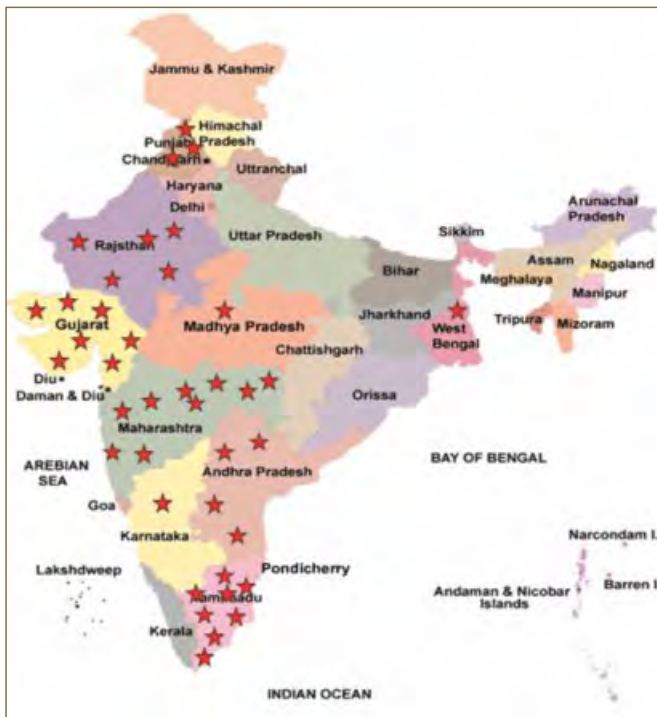 Jammu & Kashmir
Himachal
Pradesh
Punjab
Chandigarh
Uttranchal
Haryana
Delhi
Rajsthan
Uttar Pradesh
Arunachal
Pradesh
Sikkim
Assam
Nagaland
Bihar
Meghalaya
Manipur
Jharkhand
Tripura
Mizoram
West
Bengal
Gujarat
Madhya Pradesh
Chattishgarh
Diu
Daman & Diu
Orissa
Maharashtra
AREBIAN
SEA
BAY OF BENGAL
Andhra Pradesh
Goa
Karnataka
Narcondam I.
Lakshdweep
Pondicherry
Barren I
Andaman & Nicobar
Islands
Kerala
INDIAN OCEAN